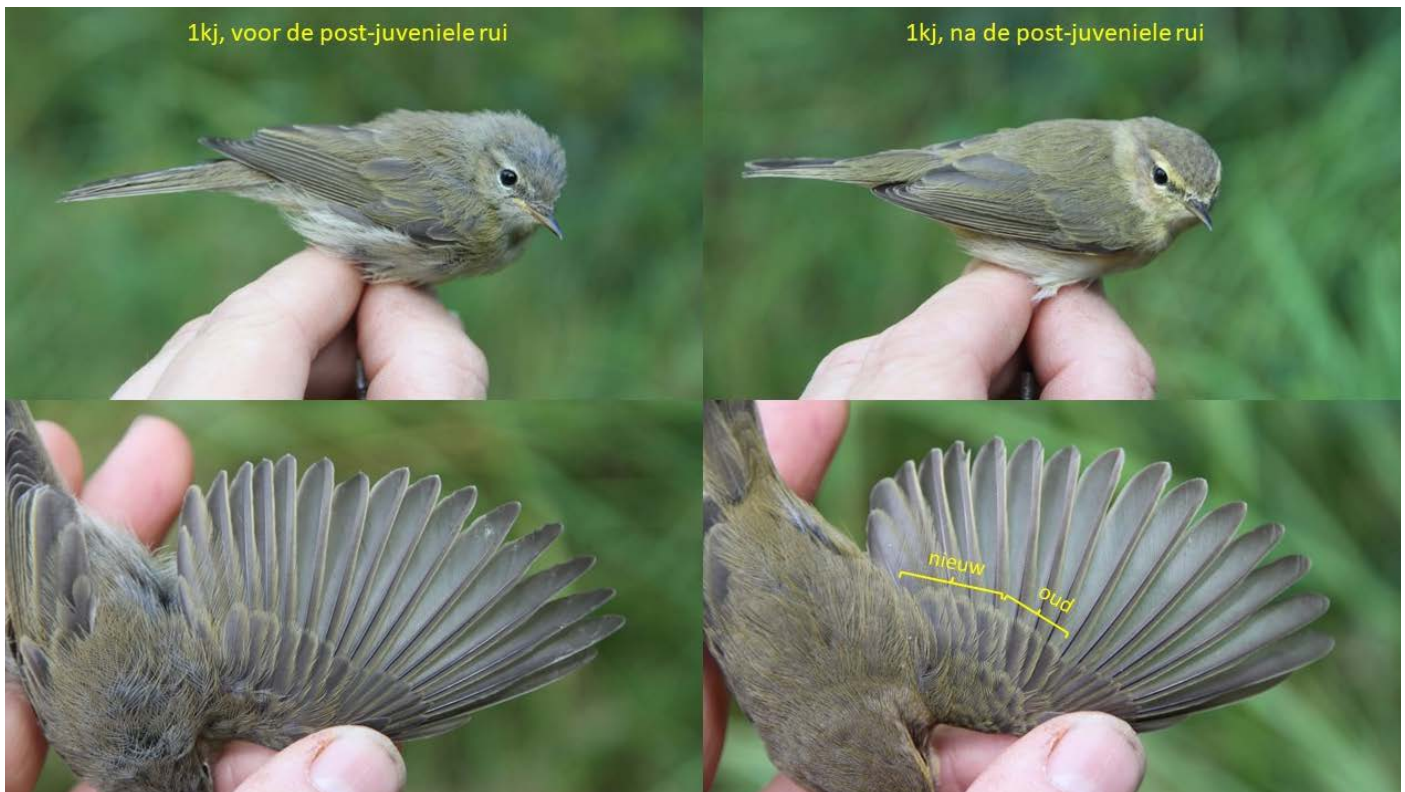 1kj, voor de post-juveniele rui
1kj, na de post-juveniele rui
nieuw
oud